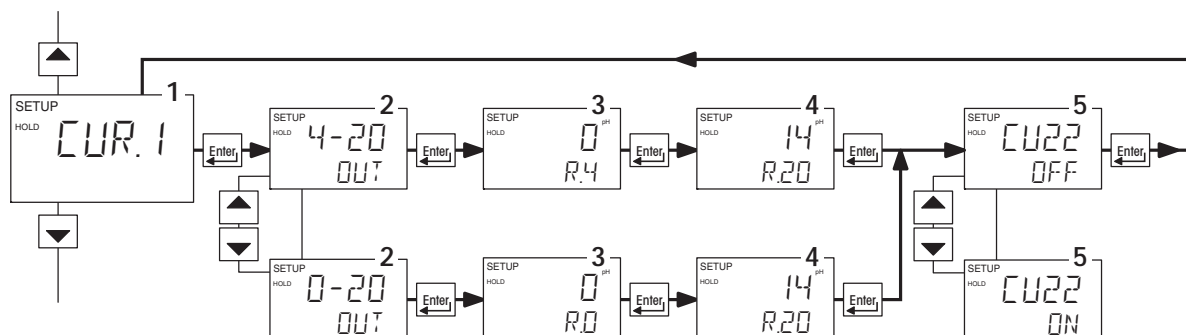 1
SETUP
HOLD
CUR.1
Enter
2
SETUP
HOLD
4-20
OUT
Enter
3
SETUP
HOLD
0 pH
R.4
Enter
4
SETUP
HOLD
14 pH
R.20
Enter
5
SETUP
HOLD
CU22
OFF
Enter
2
SETUP
HOLD
0-20
OUT
Enter
3
SETUP
HOLD
0 pH
R.0
Enter
4
SETUP
HOLD
14 pH
R.20
Enter
5
SETUP
HOLD
CU22
ON